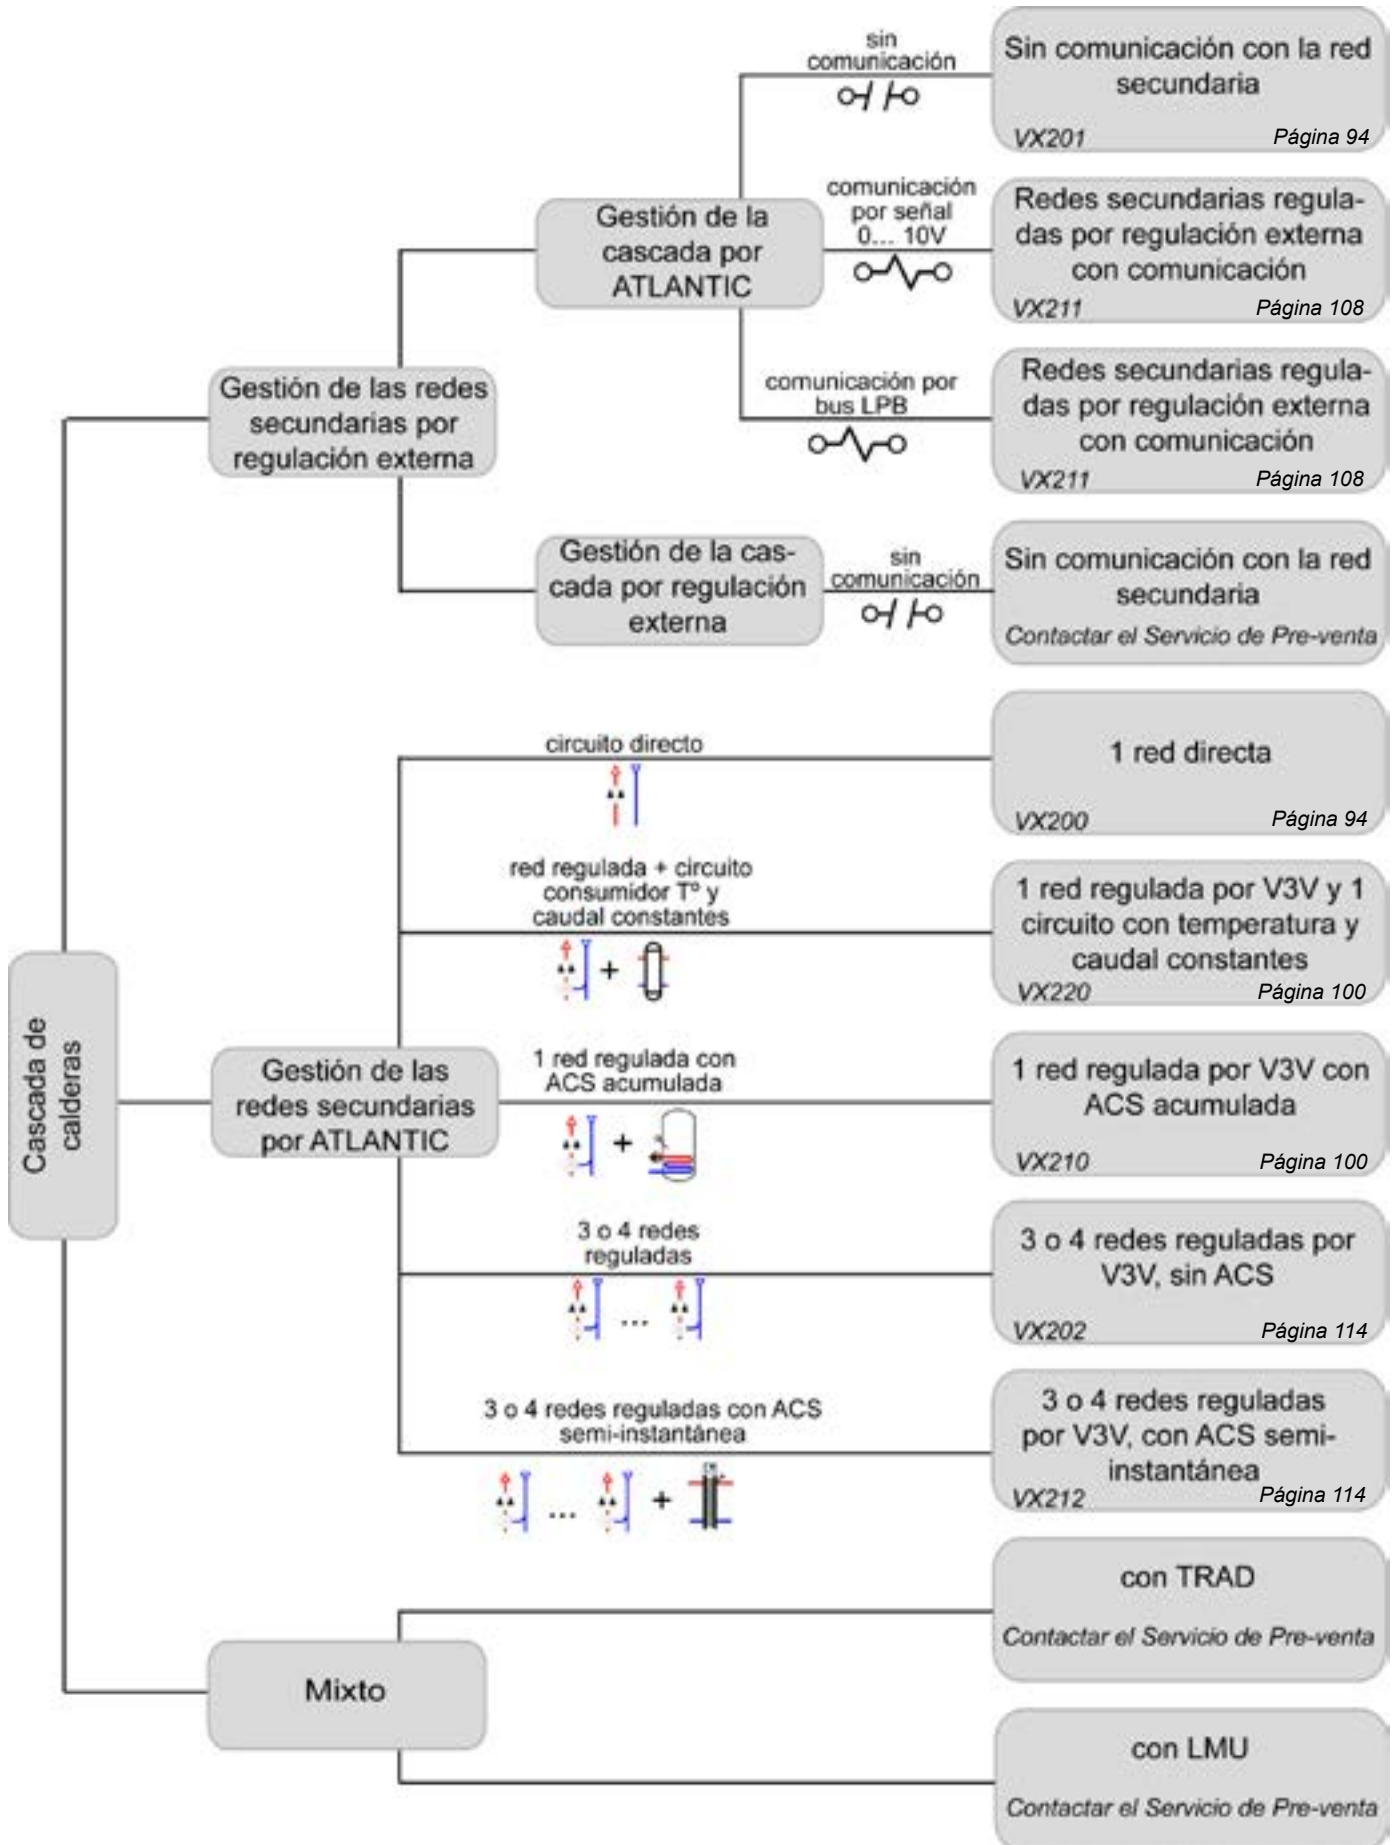 sin
comunicación
Sin comunicación con la red
secundaria
VX201
Página 94
Gestión de la
cascada por
ATLANTIC
comunicación
por señal
0... 10V
Redes secundarias regula-
das por regulación externa
con comunicación
VX211
Página 108
comunicación por
bus LPB
Redes secundarias regula-
das por regulación externa
con comunicación
VX211
Página 108
Gestión de las redes
secundarias por
regulación externa
Gestión de la cas-
cada por regulación
externa
sin
comunicación
Sin comunicación con la red
secundaria
Contactar el Servicio de Pre-venta
circuito directo
1 red directa
VX200
Página 94
red regulada + circuito
consumidor Tº y
caudal constantes
+
1 red regulada por V3V y 1
circuito con temperatura y
caudal constantes
VX220
Página 100
Cascada de
calderas
Gestión de las
redes secundarias
por ATLANTIC
1 red regulada con
ACS acumulada
+
1 red regulada por V3V con
ACS acumulada
VX210
Página 100
3 o 4 redes
reguladas
...
3 o 4 redes reguladas por
V3V, sin ACS
VX202
Página 114
3 o 4 redes reguladas con ACS
semi-instantánea
... +
3 o 4 redes reguladas
por V3V, con ACS semi-
instantánea
VX212
Página 114
Mixto
con TRAD
Contactar el Servicio de Pre-venta
con LMU
Contactar el Servicio de Pre-venta